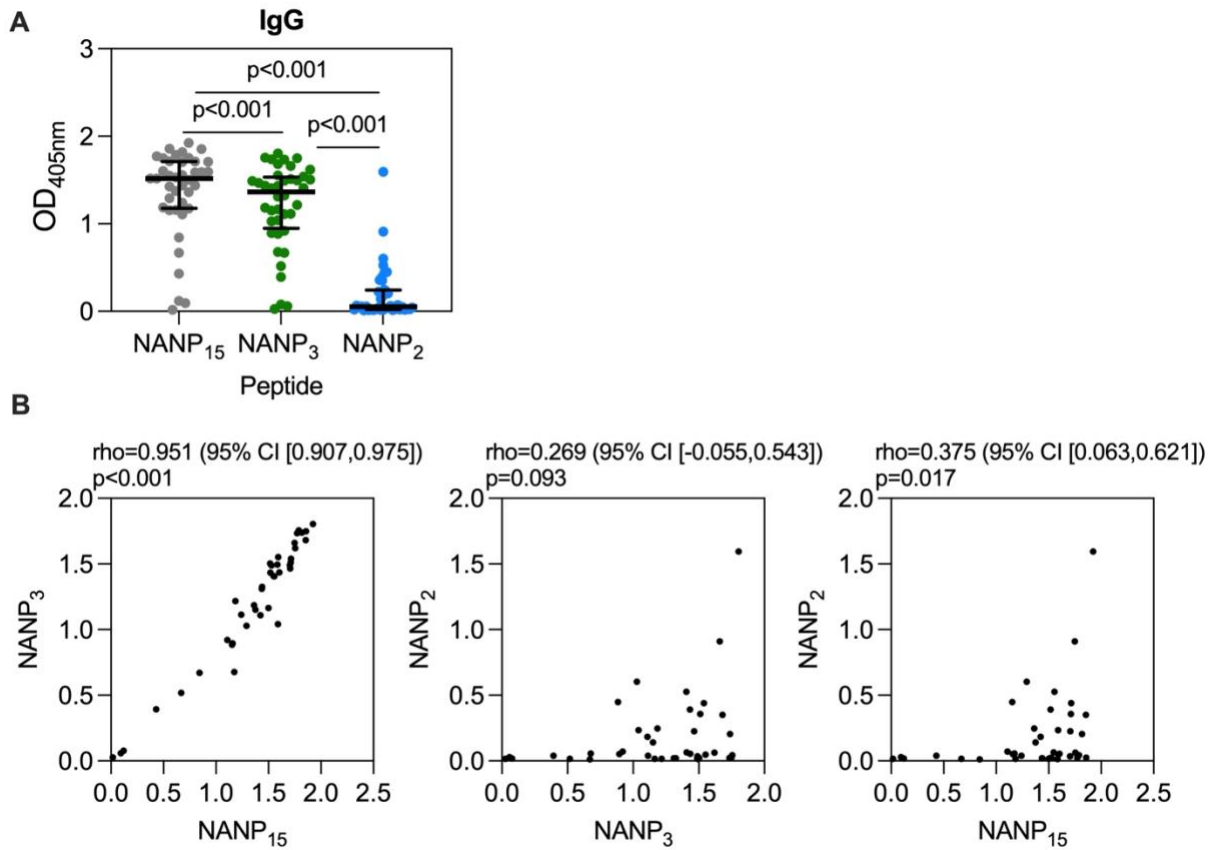 A
IgG
3
2
1
0
OD405nm
p<0.001
p<0.001
p<0.001
NANP15
NANP3
NANP2
Peptide
B
rho=0.951 (95% CI [0.907,0.975])
p<0.001
2.0
1.5
1.0
0.5
0.0
NANP3
0.0 0.5 1.0 1.5 2.0 2.5
NANP15
rho=0.269 (95% CI [-0.055,0.543])
p=0.093
2.0
1.5
1.0
0.5
0.0
NANP2
0.0 0.5 1.0 1.5 2.0
NANP3
rho=0.375 (95% CI [0.063,0.621])
p=0.017
2.0
1.5
1.0
0.5
0.0
NANP2
0.0 0.5 1.0 1.5 2.0 2.5
NANP15